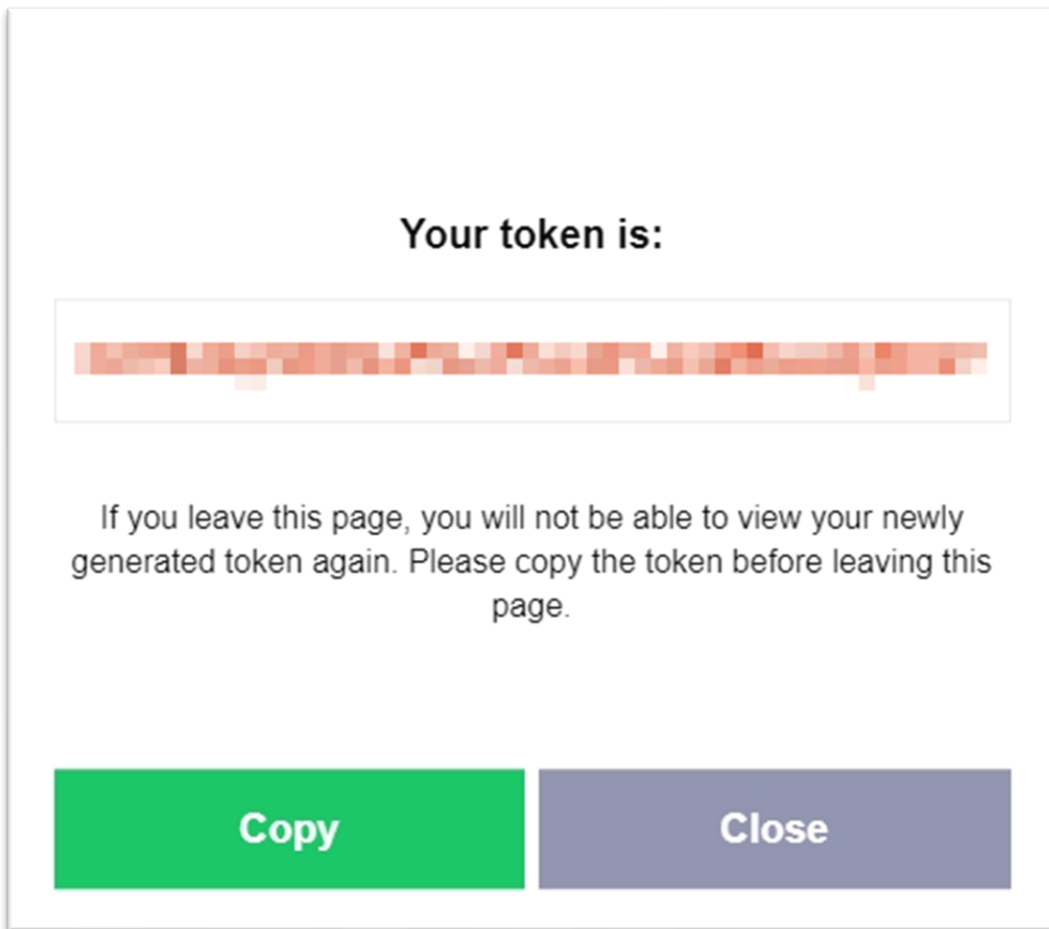 Your token is:
If you leave this page, you will not be able to view your newly
generated token again. Please copy the token before leaving this
page.
Copy
Close